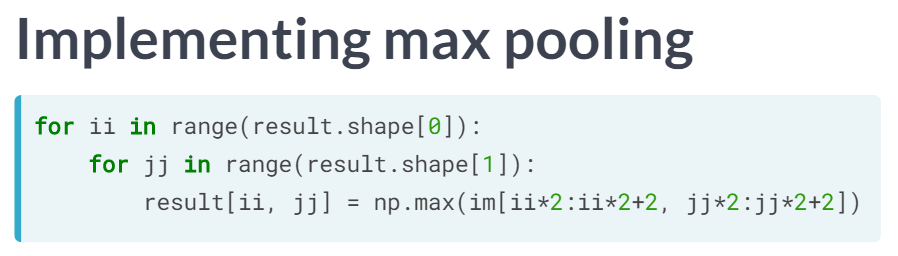 Implementing max pooling
for ii in range(result.shape[0]):
    for jj in range(result.shape[1]):
        result[ii, jj] = np.max(im[ii*2:ii*2+2, jj*2:jj*2+2])